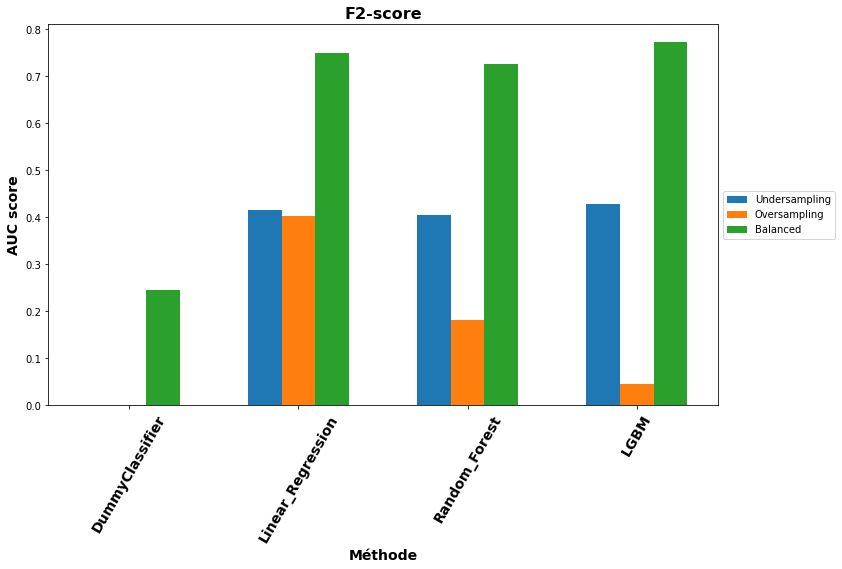 F2-score
AUC score
0.8
0.7
0.6
0.5
0.4
0.3
0.2
0.1
0.0
Undersampling
Oversampling
Balanced
DummyClassifier
Linear_Regression
Random_Forest
LGBM
Méthode